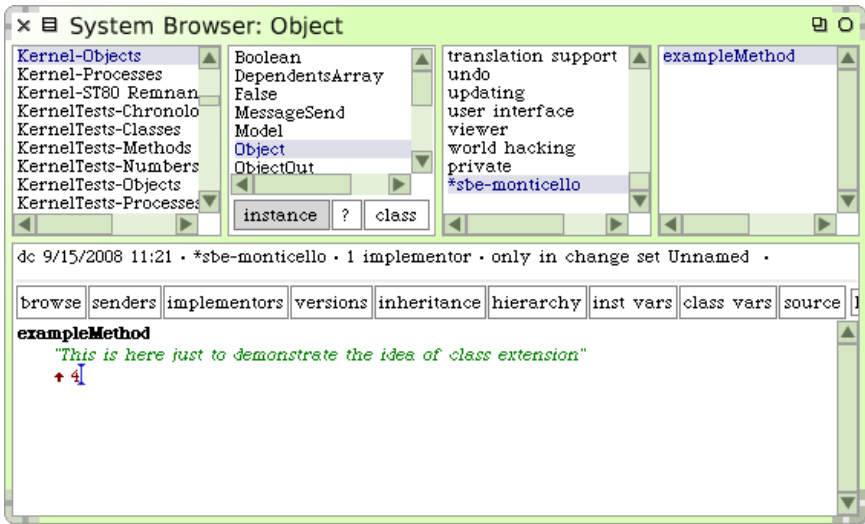 System Browser: Object
Kernel-Objects
Kernel-Processes
Kernel-ST80 Remnan
KernelTests-Chronolo
KernelTests-Classes
KernelTests-Methods
KernelTests-Numbers
KernelTests-Objects
KernelTests-Processes
Boolean
DependentsArray
False
MessageSend
Model
Object
ObjectOut
instance ? class
translation support
undo
updating
user interface
viewer
world hacking
private
*sbe-monticello
exampleMethod
dc 9/15/2008 11:21 · *sbe-monticello · 1 implementor · only in change set Unnamed ·
browse senders implementors versions inheritance hierarchy inst vars class vars source
exampleMethod
"This is here just to demonstrate the idea of class extension"
↑ 4